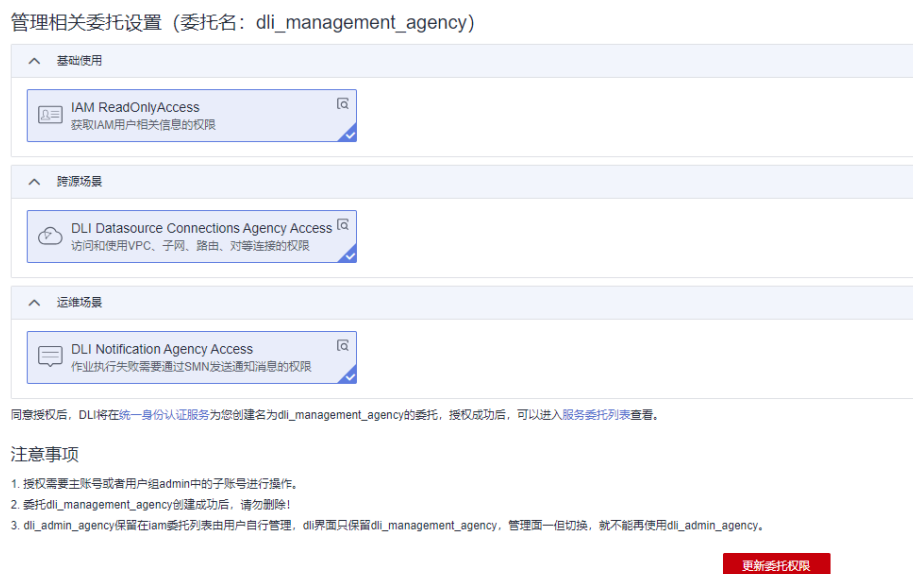 管理相关委托设置（委托名：dli_management_agency）
基础使用
IAM ReadOnlyAccess
获取IAM用户相关信息的权限
跨源场景
DLI Datasource Connections Agency Access
访问和使用VPC、子网、路由、对等连接的权限
运维场景
DLI Notification Agency Access
作业执行失败需要通过SMN发送通知消息的权限
同意授权后，DLI将在统一身份认证服务为您创建名为dli_management_agency的委托，授权成功后，可以进入服务委托列表查看。
注意事项
1. 授权需要主账号或者用户组admin中的子账号进行操作。
2. 委托dli_management_agency创建成功后，请勿删除！
3. dli_admin_agency保留在iam委托列表由用户自行管理，dli界面只保留dli_management_agency，管理面一但切换，就不能再使用dli_admin_agency。
更新委托权限